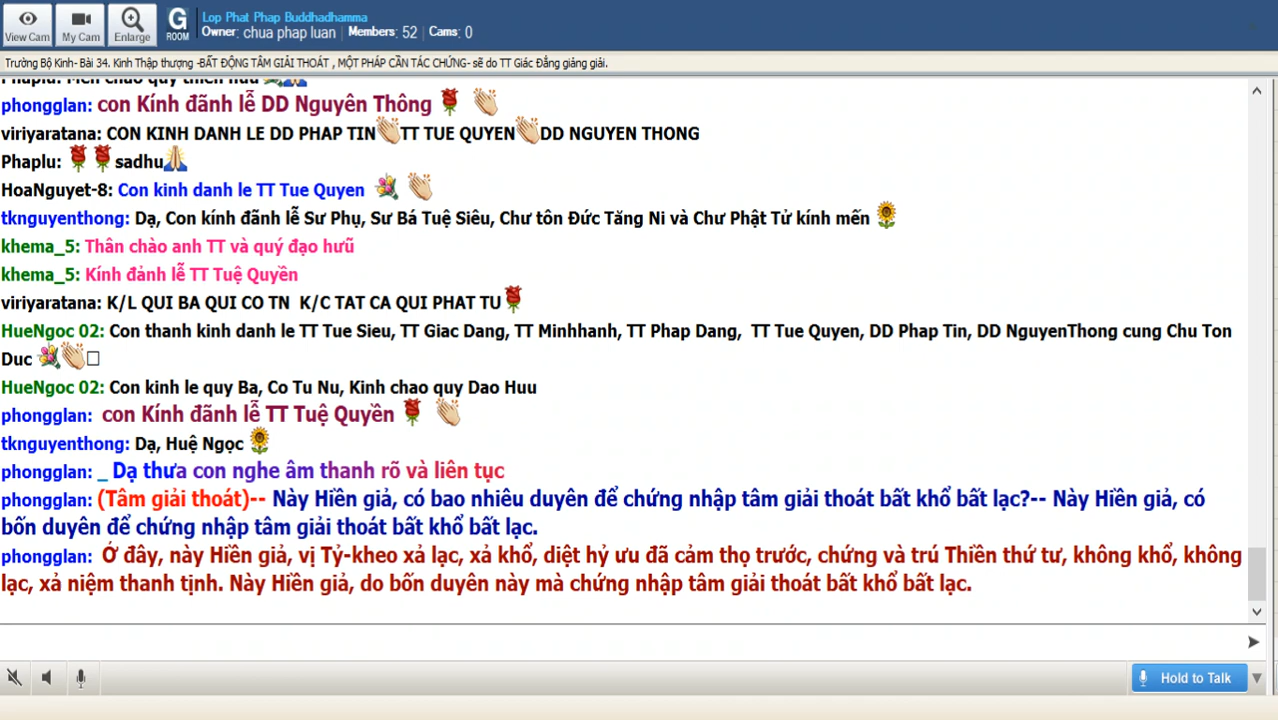 Lop Phat Phap Buddhadhamma
Owner: chua phap luan | Members: 52 | Cams: 0
View Cam
My Cam
Enlarge
G
ROOM
Trường Bộ Kinh- Bài 34. Kinh Thập thượng -BẤT ĐỘNG TÂM GIẢI THOÁT , MỘT PHÁP CẦN TÁC CHỨNG- sẽ do TT Giác Đẳng giảng giải.
phongglan: con Kính đãnh lễ DD Nguyên Thông
viriyaratana: CON KINH DANH LE DD PHAP TIN TT TUE QUYEN DD NGUYEN THONG
Phaplu: sadhu
HoaNguyet-8: Con kinh danh le TT Tue Quyen
tknguyenthong: Dạ, Con kính đãnh lễ Sư Phụ, Sư Bá Tuệ Siêu, Chư tôn Đức Tăng Ni và Chư Phật Tử kính mến
khema_5: Thân chào anh TT và quý đạo hưũ
khema_5: Kính đảnh lễ TT Tuệ Quyền
viriyaratana: K/L QUI BA QUI CO TN K/C TAT CA QUI PHAT TU
HueNgoc 02: Con thanh kinh danh le TT Tue Sieu, TT Giac Dang, TT Minhhanh, TT Phap Dang, TT Tue Quyen, DD Phap Tin, DD NguyenThong cung Chu Ton
Duc
HueNgoc 02: Con kinh le quy Ba, Co Tu Nu, Kinh chao quy Dao Huu
phongglan: con Kính đãnh lễ TT Tuệ Quyền
tknguyenthong: Dạ, Huệ Ngọc
phongglan: _ Dạ thưa con nghe âm thanh rõ và liên tục
phongglan: (Tâm giải thoát)-- Này Hiền giả, có bao nhiêu duyên để chứng nhập tâm giải thoát bất khổ bất lạc?-- Này Hiền giả, có
bốn duyên để chứng nhập tâm giải thoát bất khổ bất lạc.
phongglan: Ở đây, này Hiền giả, vị Tỷ-kheo xả lạc, xả khổ, diệt hỷ ưu đã cảm thọ trước, chứng và trú Thiền thứ tư, không khổ, không
lạc, xả niệm thanh tịnh. Này Hiền giả, do bốn duyên này mà chứng nhập tâm giải thoát bất khổ bất lạc.
Hold to Talk